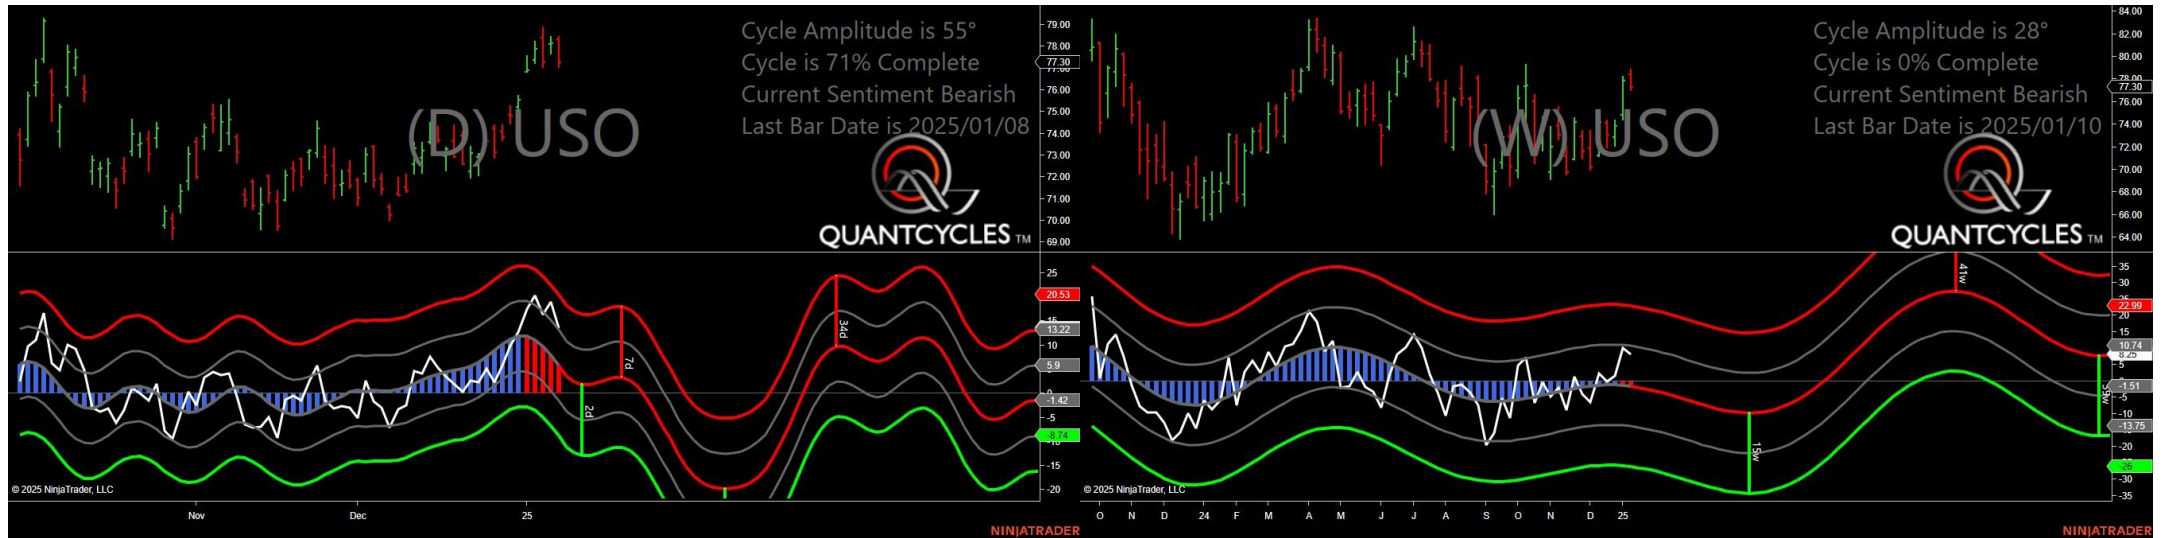 Cycle Amplitude is 55°
Cycle is 71% Complete
Current Sentiment Bearish
Last Bar Date is 2025/01/08
(D) USO
QUANTCYCLES TM
79.00
78.00
77.30
76.00
75.00
74.00
73.00
72.00
71.00
70.00
69.00
25
20.53
15
13.22
10
5.9
0
-1.42
-5
-8.74
-15
-20
7d
2d
34d
© 2025 NinjaTrader, LLC
Nov
Dec
25
NINJATRADER
Cycle Amplitude is 28°
Cycle is 0% Complete
Current Sentiment Bearish
Last Bar Date is 2025/01/10
(W) USO
QUANTCYCLES TM
84.00
82.00
80.00
78.00
77.30
76.00
74.00
72.00
70.00
68.00
66.00
64.00
35
30
22.99
20
15
10.74
8.25
-1.51
-5
-10
-13.75
-20
-26
-30
-35
41w
15w
© 2025 NinjaTrader, LLC
O N D 24 F M A M J J A S O N D 25
NINJATRADER